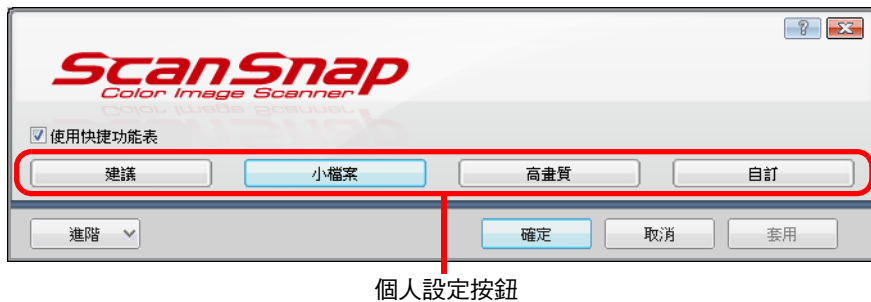 ?
ScanSnap
Color Image Scanner
使用快捷功能表
建議 小檔案 高畫質 自訂
進階 確定 取消 套用
個人設定按鈕